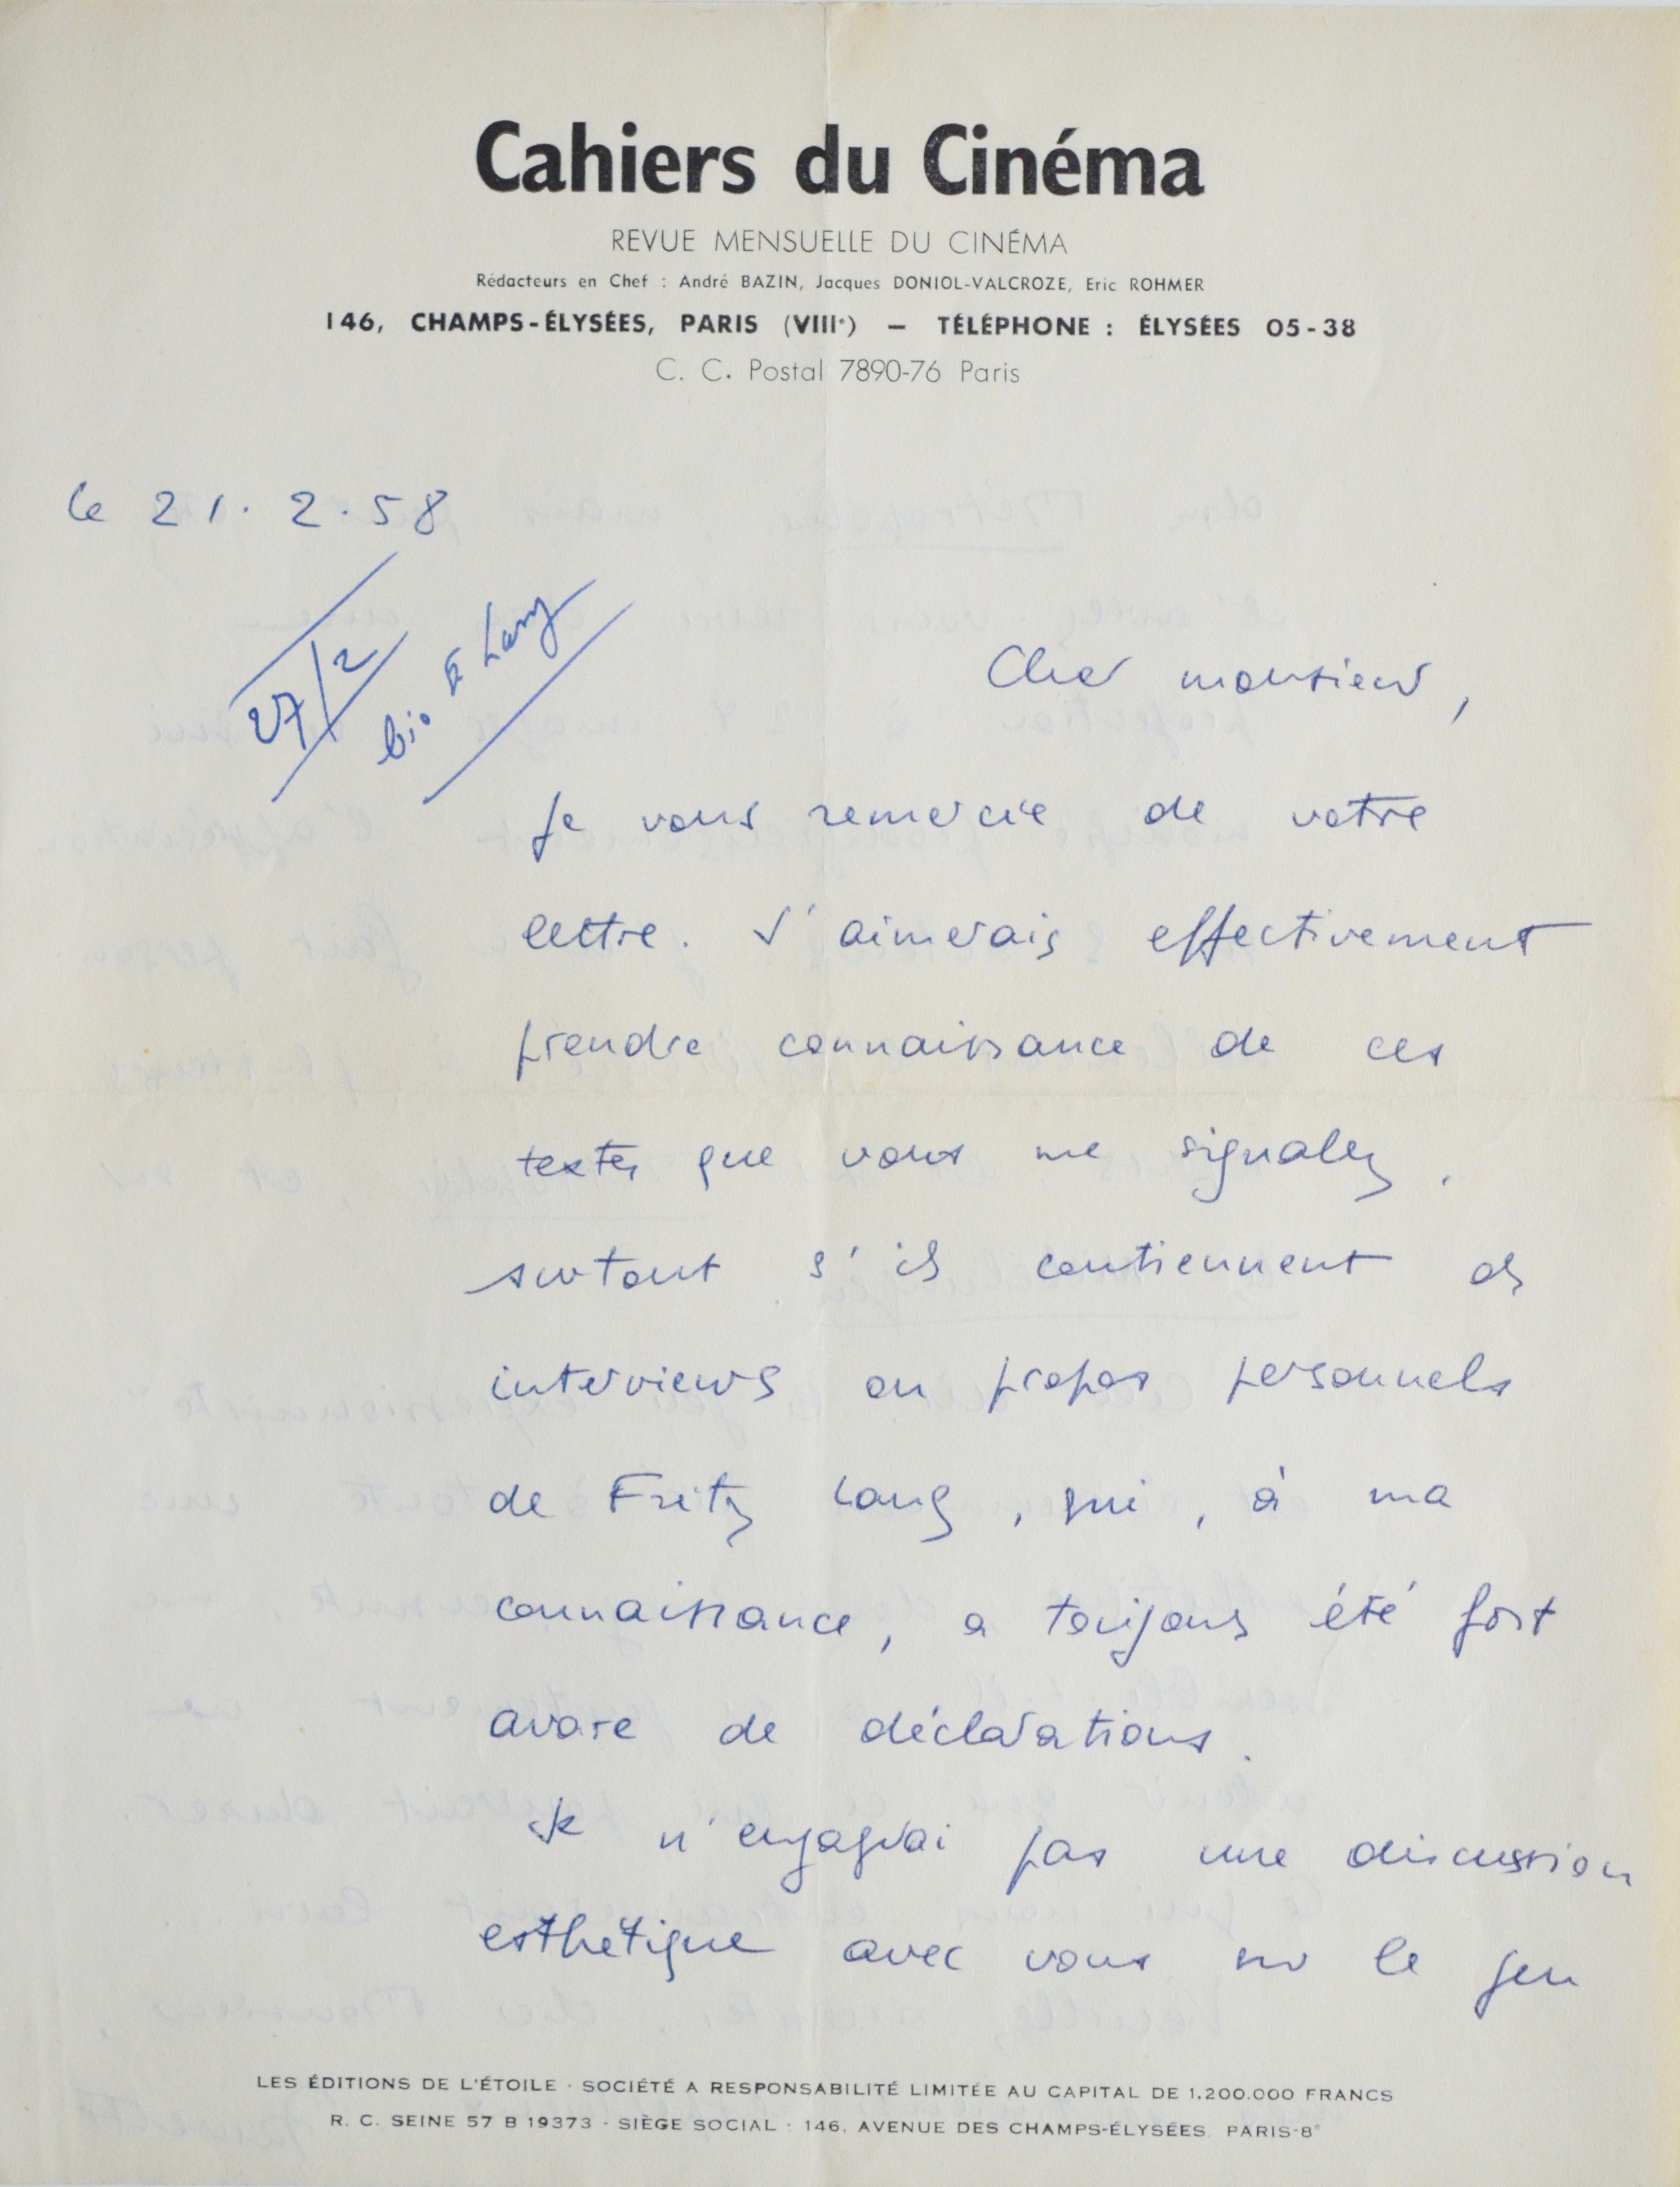 Cahiers du Cinéma
REVUE MENSUELLE DU CINÉMA
Rédacteurs en Chef : André BAZIN, Jacques DONIOL-VALCROZE, Eric ROHMER
146, CHAMPS-ÉLYSÉES, PARIS (VIIIe) — TÉLÉPHONE : ÉLYSÉES 05-38
C. C. Postal 7890-76 Paris
le 21. 2. 58
27/2
bio Lang
Cher monsieur,
Je vous remercie de votre
lettre. J'aimerais effectivement
prendre connaissance de ces
textes que vous me signalez,
surtout s'ils contiennent des
interviews ou propos personnels
de Fritz Lang, qui, à ma
connaissance, a toujours été fort
avare de déclarations.
Je n'engagerai pas une discussion
esthétique avec vous sur le jeu
LES ÉDITIONS DE L'ÉTOILE - SOCIÉTÉ A RESPONSABILITÉ LIMITÉE AU CAPITAL DE 1.200.000 FRANCS
R. C. SEINE 57 B 19373 - SIÈGE SOCIAL : 146, AVENUE DES CHAMPS-ÉLYSÉES, PARIS-8e